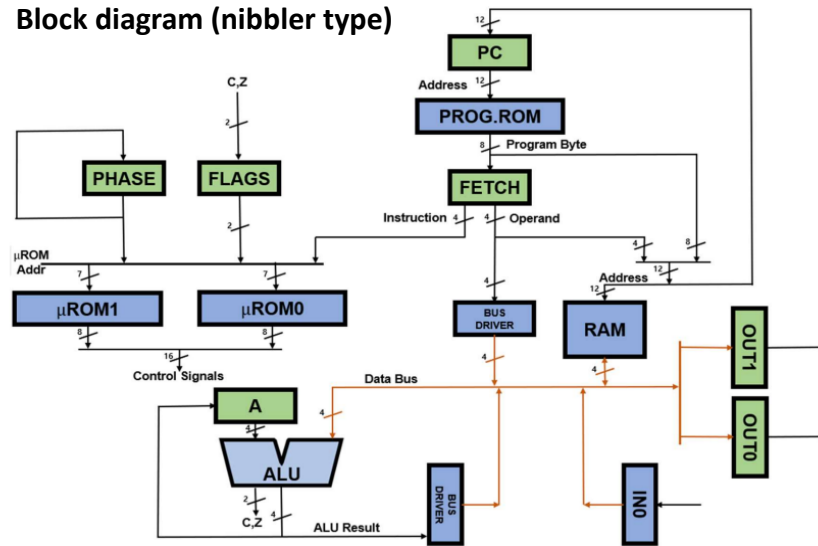 Block diagram (nibbler type)
12
PC
C,Z
Address
12
PROG.ROM
2
8
Program Byte
PHASE
FLAGS
FETCH
Instruction
4
4
Operand
2
4
8
μROM
Addr
7
7
Address
12
12
4
μROM1
μROM0
BUS
DRIVER
RAM
OUT1
8
8
16
4
4
Control Signals
Data Bus
A
4
4
OUT0
ALU
BUS
DRIVER
IN0
2
4
C,Z
ALU Result